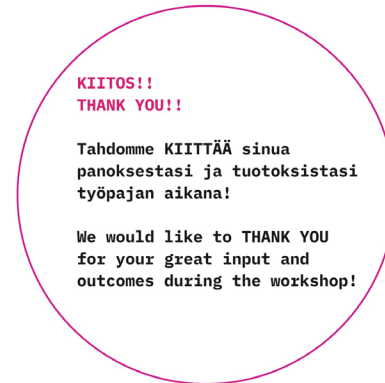 KIITOS!!
THANK YOU!!
Tahdomme KIITTÄÄ sinua
panoksestasi ja tuotoksistasi
työpajan aikana!
We would like to THANK YOU
for your great input and
outcomes during the workshop!